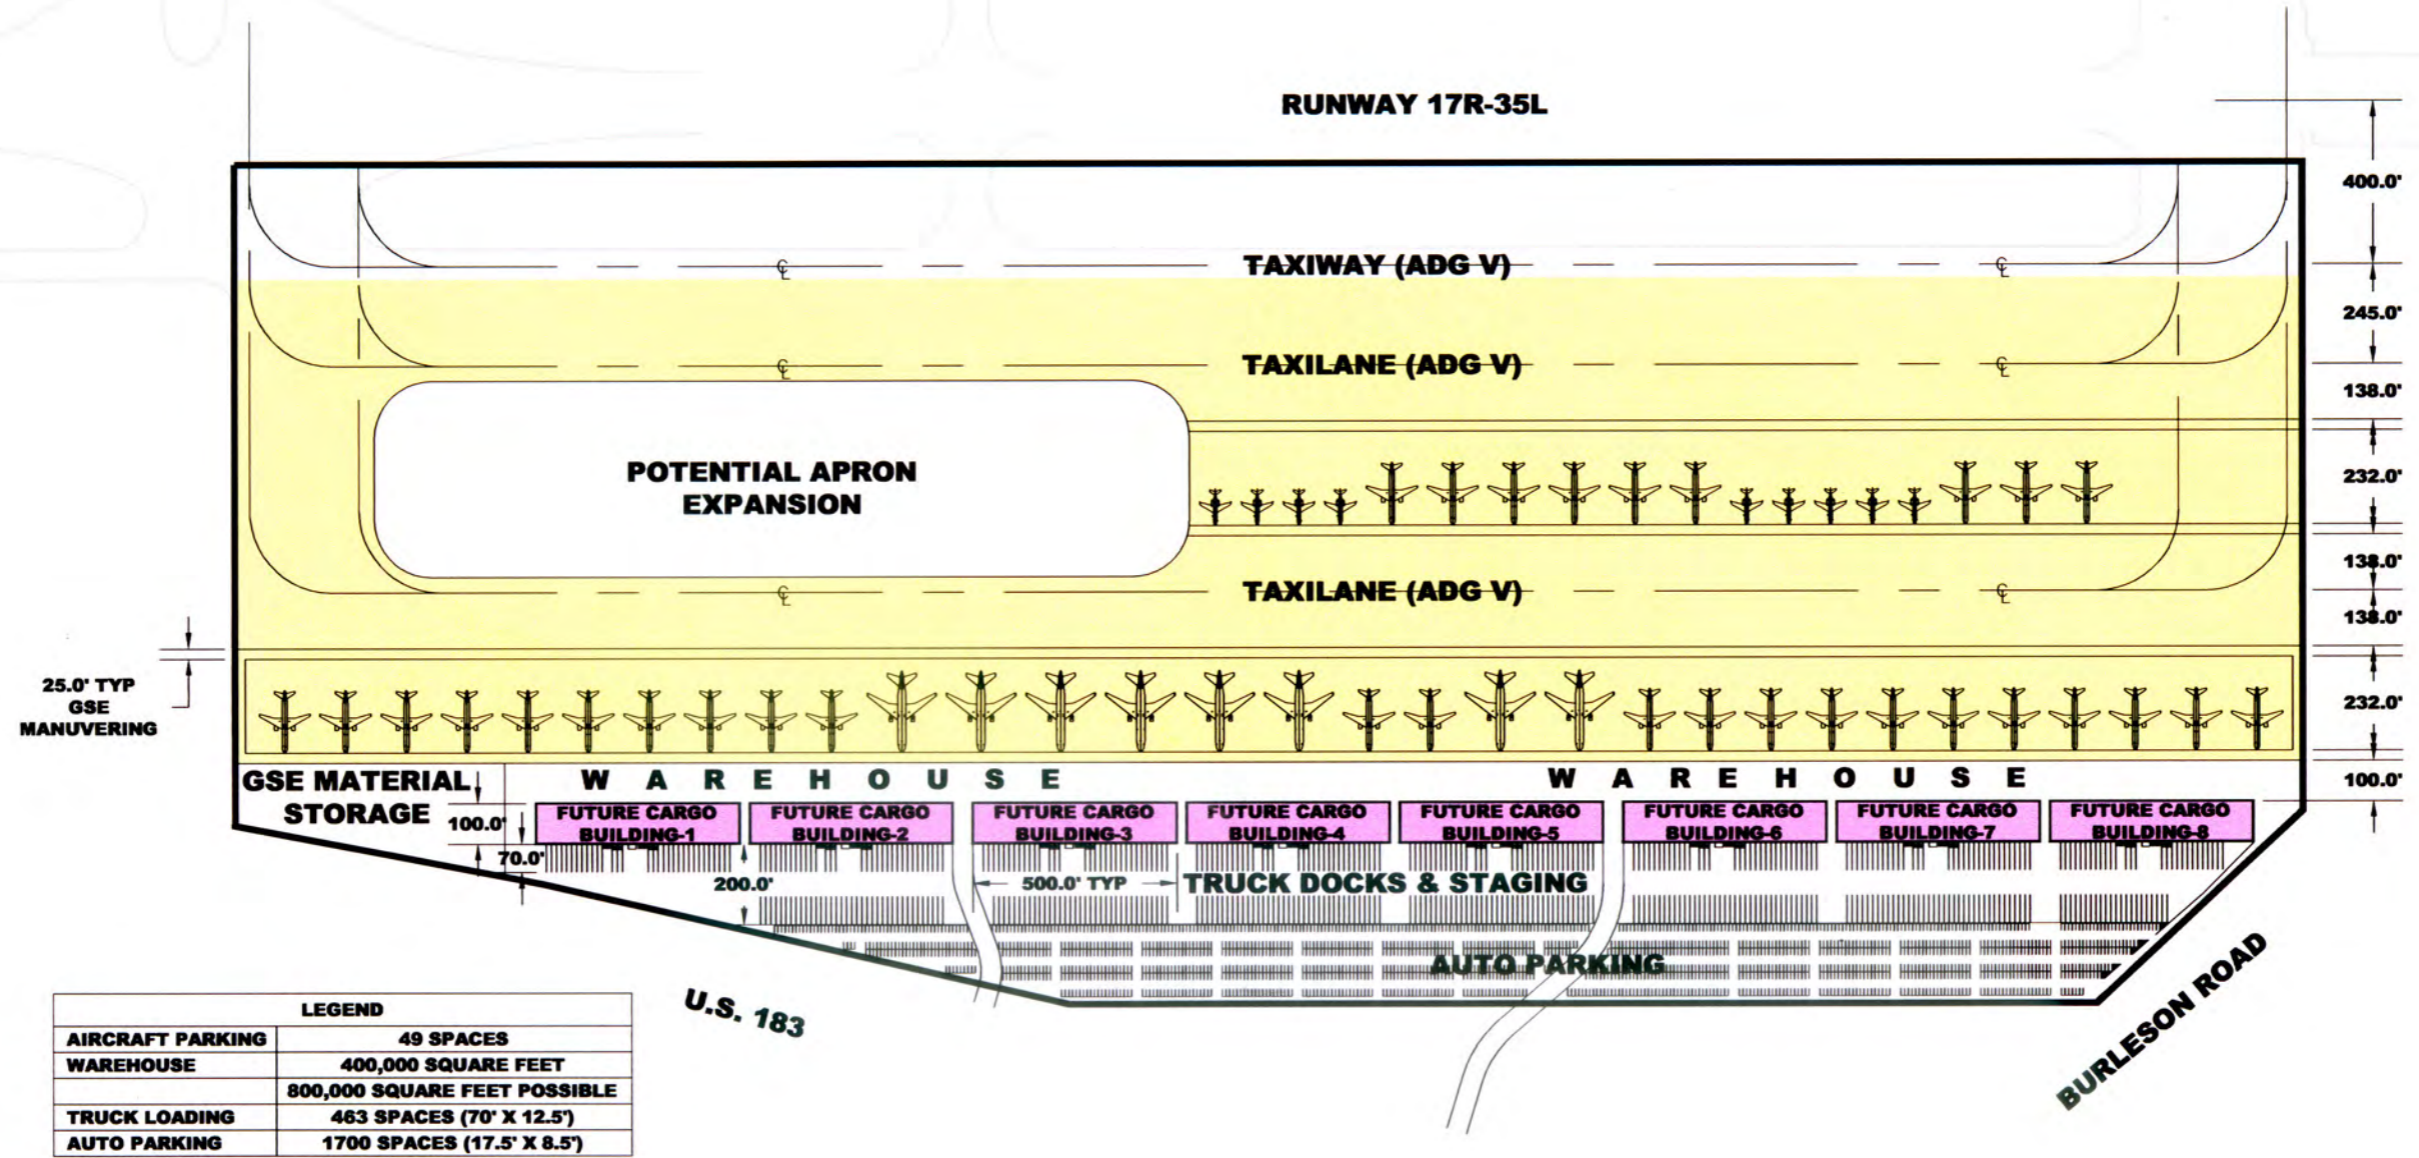 RUNWAY 17R-35L
400.0'
TAXIWAY (ADG V)
245.0'
TAXILANE (ADG V)
138.0'
POTENTIAL APRON
EXPANSION
232.0'
138.0'
TAXILANE (ADG V)
138.0'
25.0' TYP
GSE
MANUVERING
232.0'
GSE MATERIAL
STORAGE
WAREHOUSE
WAREHOUSE
100.0'
100.0'
FUTURE CARGO
BUILDING-1
FUTURE CARGO
BUILDING-2
FUTURE CARGO
BUILDING-3
FUTURE CARGO
BUILDING-4
FUTURE CARGO
BUILDING-5
FUTURE CARGO
BUILDING-6
FUTURE CARGO
BUILDING-7
FUTURE CARGO
BUILDING-8
70.0'
200.0'
500.0' TYP
TRUCK DOCKS & STAGING
AUTO PARKING
U.S. 183
BURLESON ROAD
LEGEND
AIRCRAFT PARKING 49 SPACES
WAREHOUSE 400,000 SQUARE FEET
800,000 SQUARE FEET POSSIBLE
TRUCK LOADING 463 SPACES (70' X 12.5')
AUTO PARKING 1700 SPACES (17.5' X 8.5')